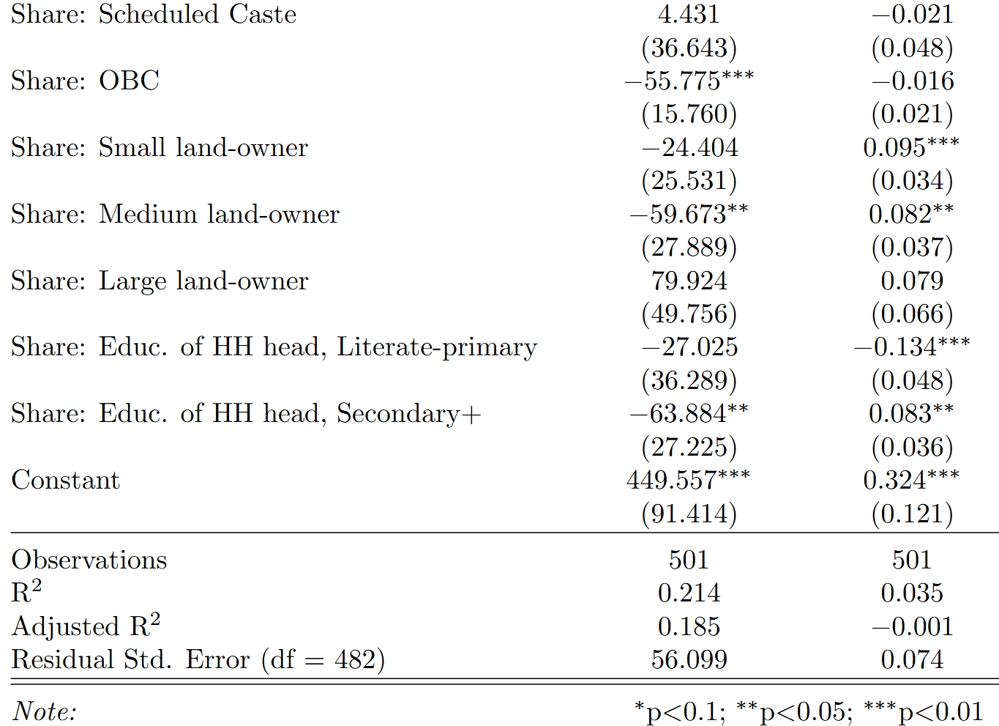 Share: Scheduled Caste 4.431 −0.021
(36.643) (0.048)
Share: OBC −55.775*** −0.016
(15.760) (0.021)
Share: Small land-owner −24.404 0.095***
(25.531) (0.034)
Share: Medium land-owner −59.673** 0.082**
(27.889) (0.037)
Share: Large land-owner 79.924 0.079
(49.756) (0.066)
Share: Educ. of HH head, Literate-primary −27.025 −0.134***
(36.289) (0.048)
Share: Educ. of HH head, Secondary+ −63.884** 0.083**
(27.225) (0.036)
Constant 449.557*** 0.324***
(91.414) (0.121)
Observations 501 501
R² 0.214 0.035
Adjusted R² 0.185 −0.001
Residual Std. Error (df = 482) 56.099 0.074
Note: *p<0.1; **p<0.05; ***p<0.01